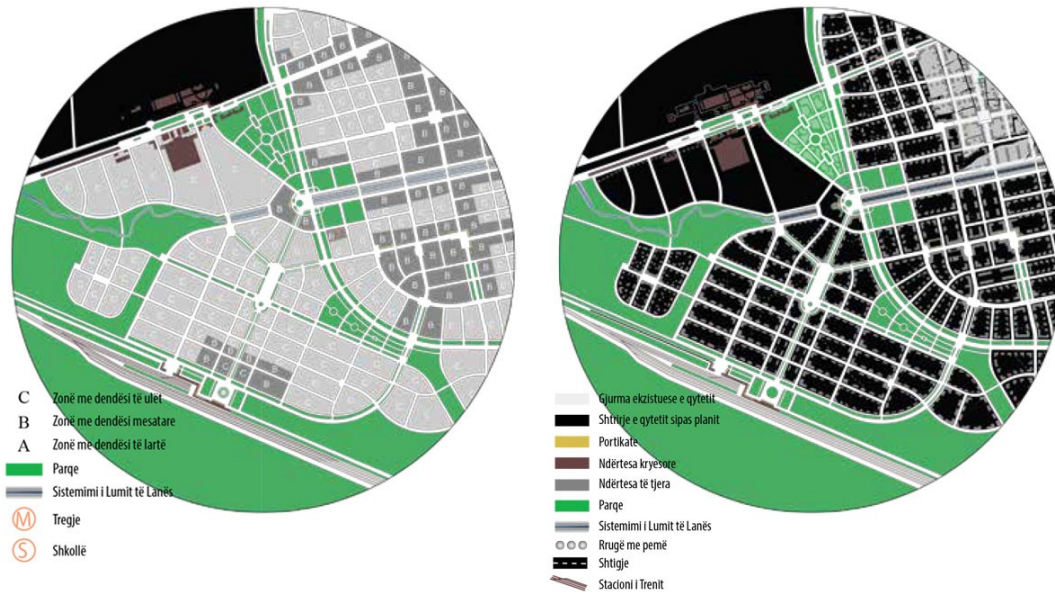 C Zonë me dendësi të ulët
B Zonë me dendësi mesatare
A Zonë me dendësi të lartë
Parqe
Sistemimi i Lumit të Lanës
M Tregje
S Shkollë
Gjurma ekzistuese e qytetit
Shtirje e qytetit sipas planit
Portikate
Ndërtesa kryesore
Ndërtesa të tjera
Parqe
Sistemimi i Lumit të Lanës
Rrugë me pemë
Shtigje
Stacioni i Trenit